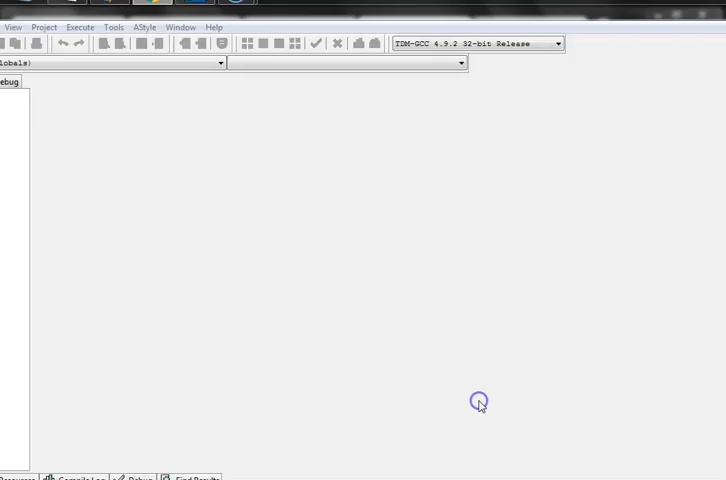 View Project Execute Tools AStyle Window Help
TDM-GCC 4.9.2 32-bit Release
lobals)
ebug
Resources Compile Log Debug Find Results